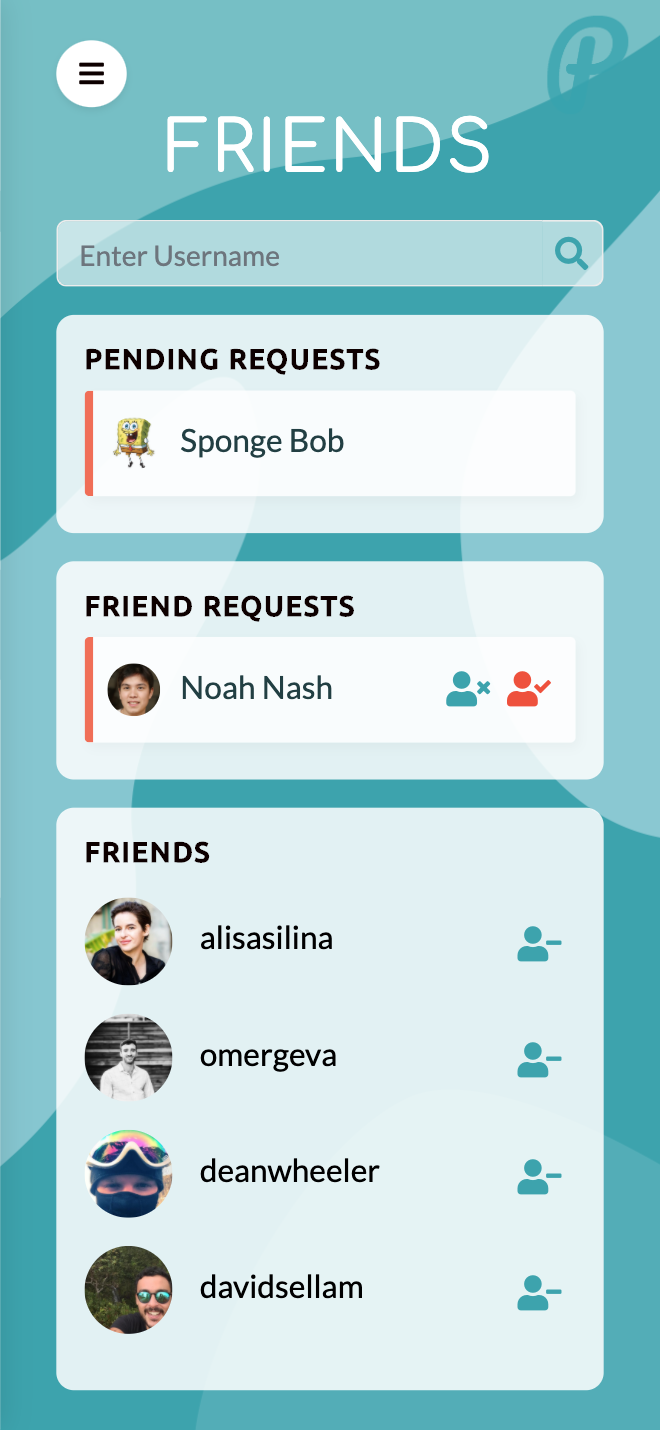 P
FRIENDS
Enter Username
PENDING REQUESTS
Sponge Bob
FRIEND REQUESTS
Noah Nash
FRIENDS
alisasilina
omergeva
deanwheeler
davidsellam